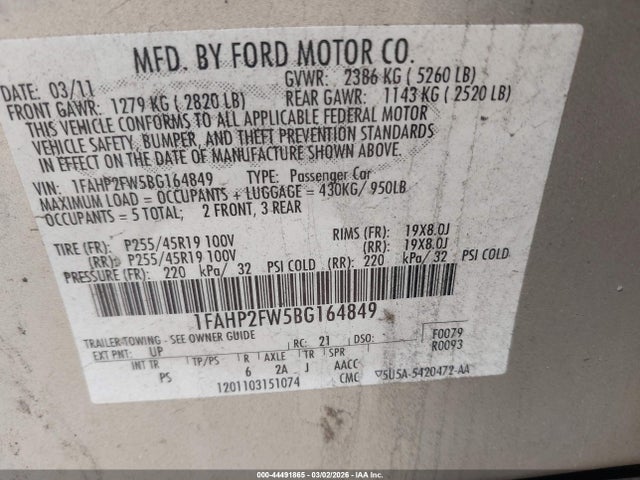 MFD. BY FORD MOTOR CO.
DATE: 03/11 GVWR: 2386 KG ( 5260 LB)
FRONT GAWR: 1279 KG ( 2820 LB) REAR GAWR: 1143 KG ( 2520 LB)
THIS VEHICLE CONFORMS TO ALL APPLICABLE FEDERAL MOTOR
VEHICLE SAFETY, BUMPER, AND THEFT PREVENTION STANDARDS
IN EFFECT ON THE DATE OF MANUFACTURE SHOWN ABOVE.
VIN: 1FAHP2FW5BG164849 TYPE: Passenger Car
MAXIMUM LOAD = OCCUPANTS + LUGGAGE = 430KG/ 950LB
OCCUPANTS = 5 TOTAL; 2 FRONT, 3 REAR
TIRE (FR): P255/45R19 100V RIMS (FR): 19X8.0J
(RR): P255/45R19 100V (RR): 19X8.0J
PRESSURE (FR): 220 kPa/ 32 PSI COLD (RR): 220 kPa/ 32 PSI COLD
1FAHP2FW5BG164849
TRAILER TOWING - SEE OWNER GUIDE
RC: 21 DSO: F0079
EXT PNT: UP R0093
INT TR TP/PS R AXLE TR SPR
PS 6 2A J AACC
CMC
1201103151074 5U5A-5420472-AA
000-44491865 - 03/02/2026 - IAA Inc.